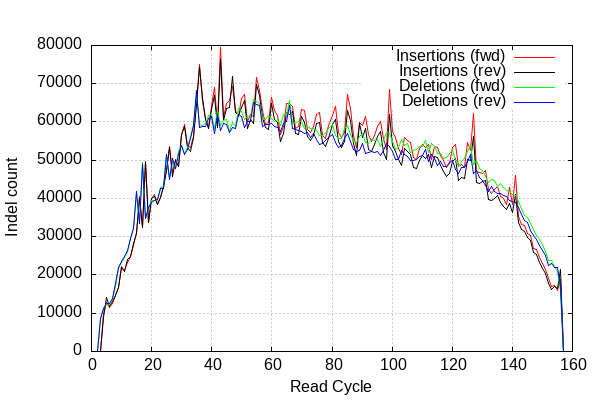 80000
70000
60000
50000
40000
30000
20000
10000
0
Indel count
Insertions (fwd)
Insertions (rev)
Deletions (fwd)
Deletions (rev)
0 20 40 60 80 100 120 140 160
Read Cycle